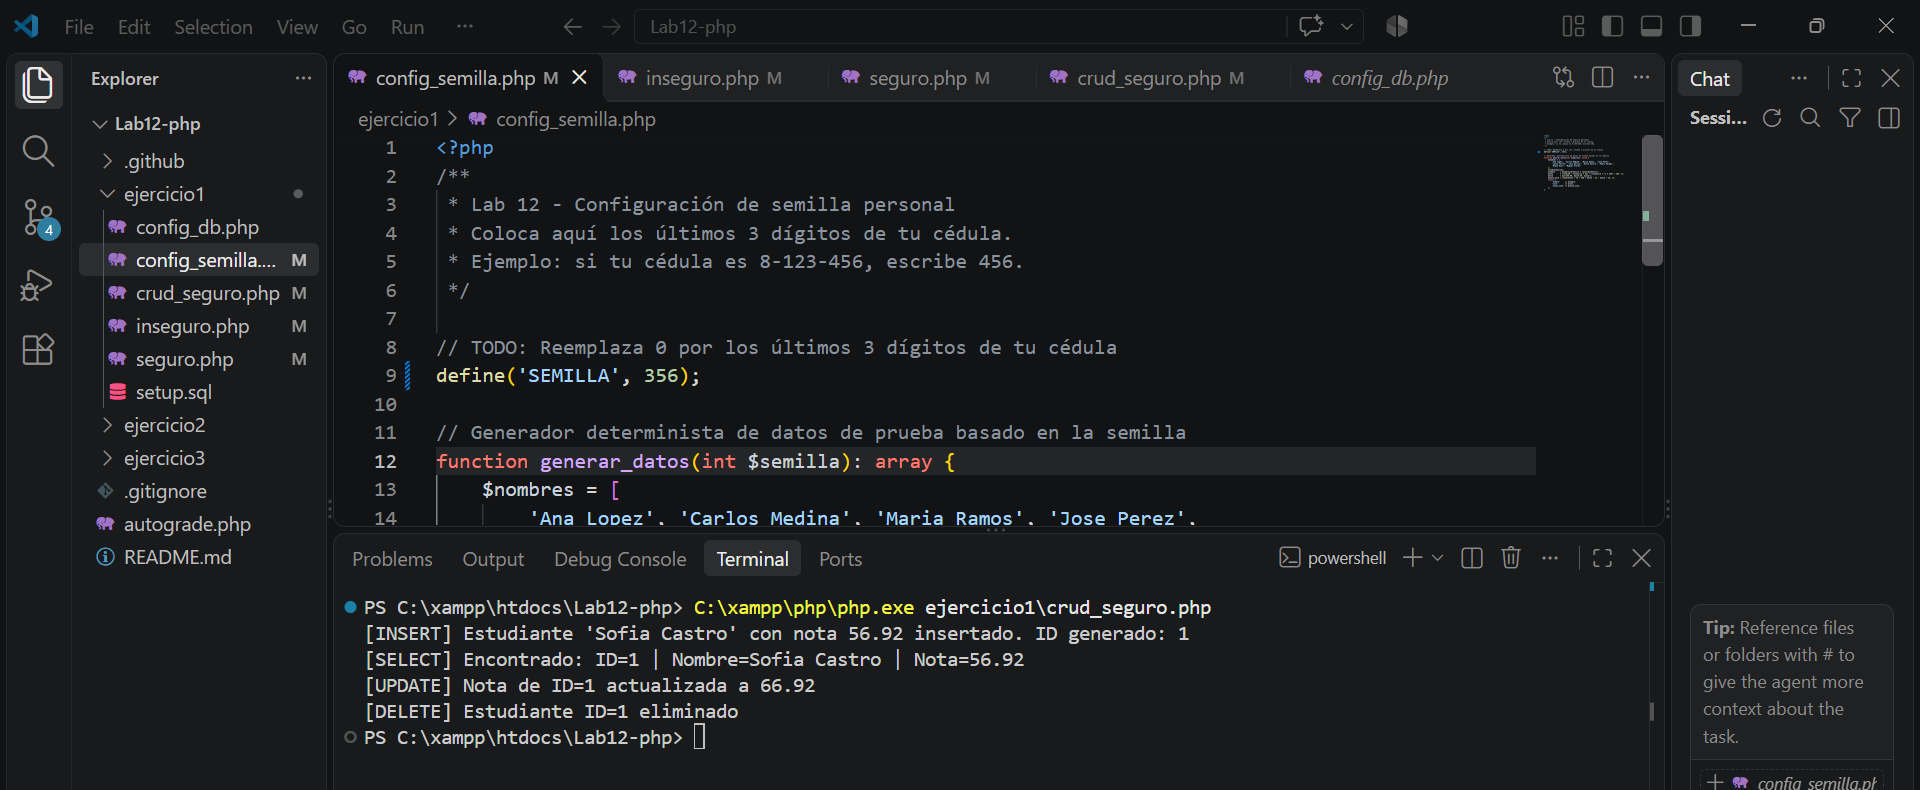 File Edit Selection View Go Run ··· Lab12-php
Explorer ···
Lab12-php
.github
ejercicio1
config_db.php
config_semilla.... M
crud_seguro.php M
inseguro.php M
seguro.php M
setup.sql
ejercicio2
ejercicio3
.gitignore
autograde.php
README.md
4
config_semilla.php M inseguro.php M seguro.php M crud_seguro.php M config_db.php
ejercicio1 > config_semilla.php
1 <?php
2 /**
3 * Lab 12 - Configuración de semilla personal
4 * Coloca aquí los últimos 3 dígitos de tu cédula.
5 * Ejemplo: si tu cédula es 8-123-456, escribe 456.
6 */
7
8 // TODO: Reemplaza 0 por los últimos 3 dígitos de tu cédula
9 define('SEMILLA', 356);
10
11 // Generador determinista de datos de prueba basado en la semilla
12 function generar_datos(int $semilla): array {
13 $nombres = [
14 'Ana Lopez', 'Carlos Medina', 'Maria Ramos', 'Jose Perez',
Problems Output Debug Console Terminal Ports powershell
PS C:\xampp\htdocs\Lab12-php> C:\xampp\php\php.exe ejercicio1\crud_seguro.php
[INSERT] Estudiante 'Sofia Castro' con nota 56.92 insertado. ID generado: 1
[SELECT] Encontrado: ID=1 | Nombre=Sofia Castro | Nota=56.92
[UPDATE] Nota de ID=1 actualizada a 66.92
[DELETE] Estudiante ID=1 eliminado
PS C:\xampp\htdocs\Lab12-php>
Chat
Sessi...
Tip: Reference files
or folders with # to
give the agent more
context about the
task.
config_semilla.ph